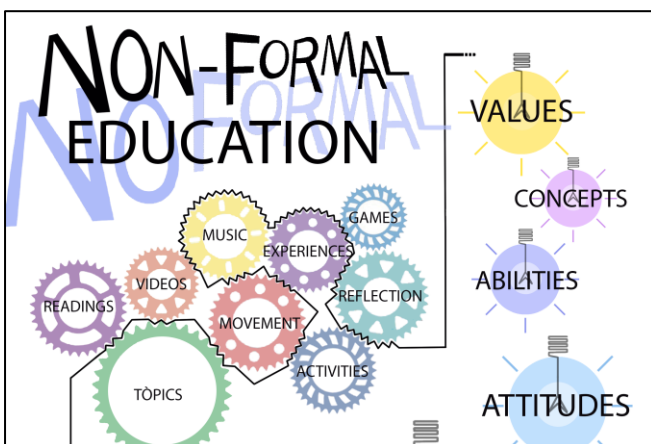 NON-FORMAL
NO FORMAL
EDUCATION
VALUES
CONCEPTS
GAMES
MUSIC
EXPERIENCES
ABILITIES
VIDEOS
REFLECTION
READINGS
MOVEMENT
ACTIVITIES
TÒPICS
ATTITUDES